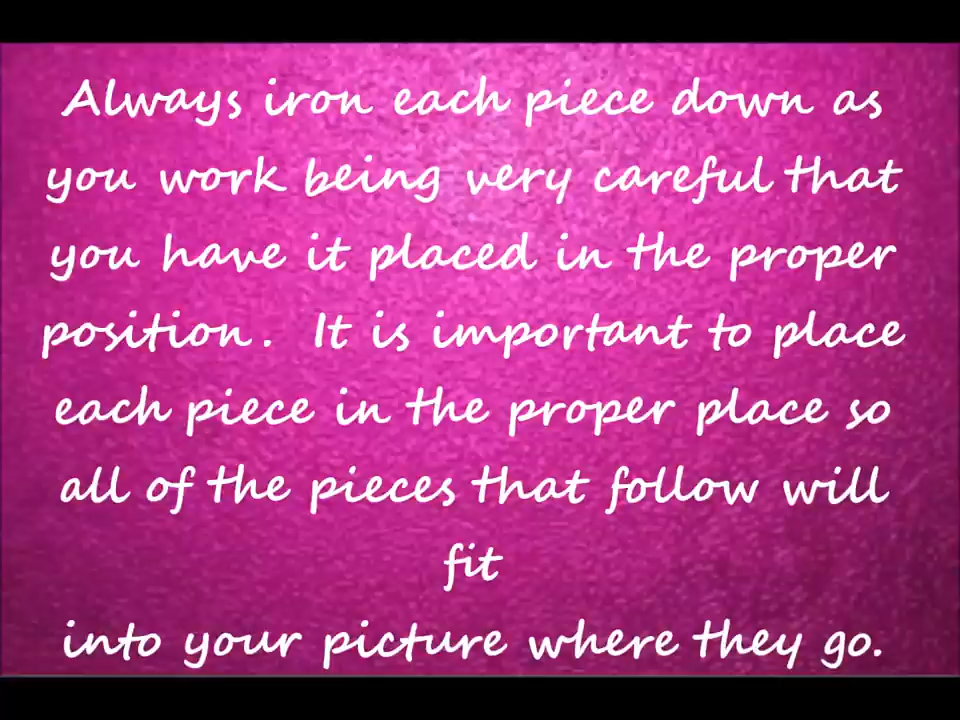 Always iron each piece down as
you work being very careful that
you have it placed in the proper
position.  It is important to place
each piece in the proper place so
all of the pieces that follow will
fit
into your picture where they go.